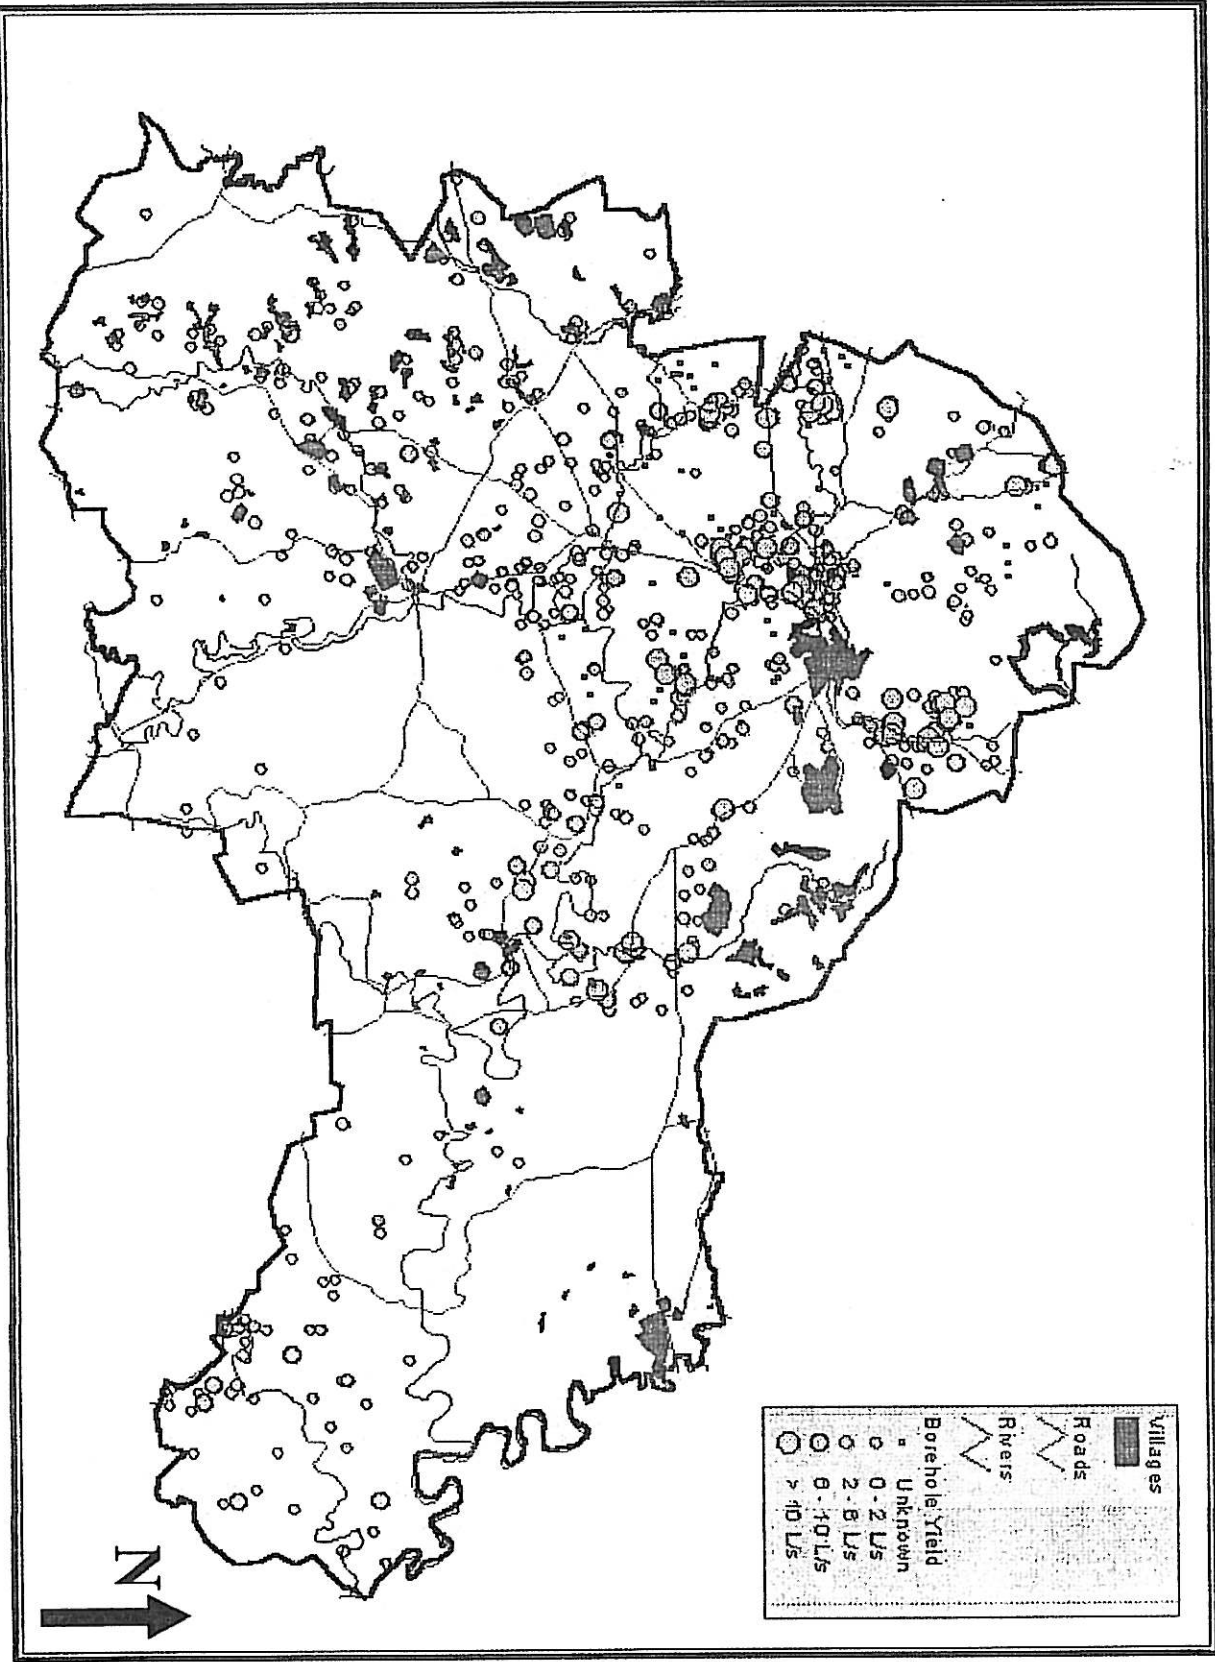 Villages
Roads
Rivers
Borehole Yield
Unknown
0 - 2 L/s
2 - 8 L/s
8 - 10 L/s
> 10 L/s
N